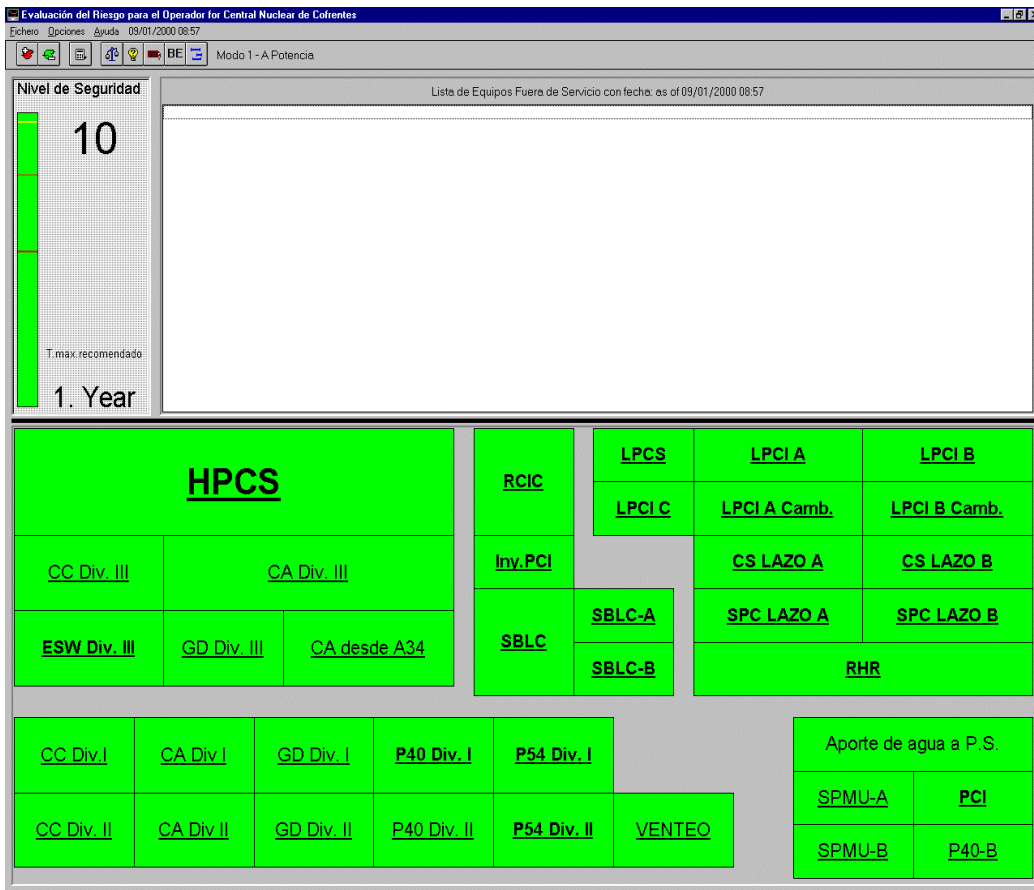 Evaluación del Riesgo para el Operador for Central Nuclear de Cofrentes
Fichero Opciones Ayuda 09/01/2000 08:57
BE Modo 1 - A Potencia
Nivel de Seguridad
10
T.max.recomendado
1. Year
Lista de Equipos Fuera de Servicio con fecha: as of 09/01/2000 08:57
HPCS
CC Div. III
CA Div. III
ESW Div. III
GD Div. III
CA desde A34
RCIC
Iny.PCI
SBLC
SBLC-A
SBLC-B
LPCS
LPCI A
LPCI B
LPCI C
LPCI A Camb.
LPCI B Camb.
CS LAZO A
CS LAZO B
SPC LAZO A
SPC LAZO B
RHR
CC Div.I
CA Div I
GD Div. I
P40 Div. I
P54 Div. I
CC Div. II
CA Div II
GD Div. II
P40 Div. II
P54 Div. II
VENTEO
Aporte de agua a P.S.
SPMU-A
PCI
SPMU-B
P40-B